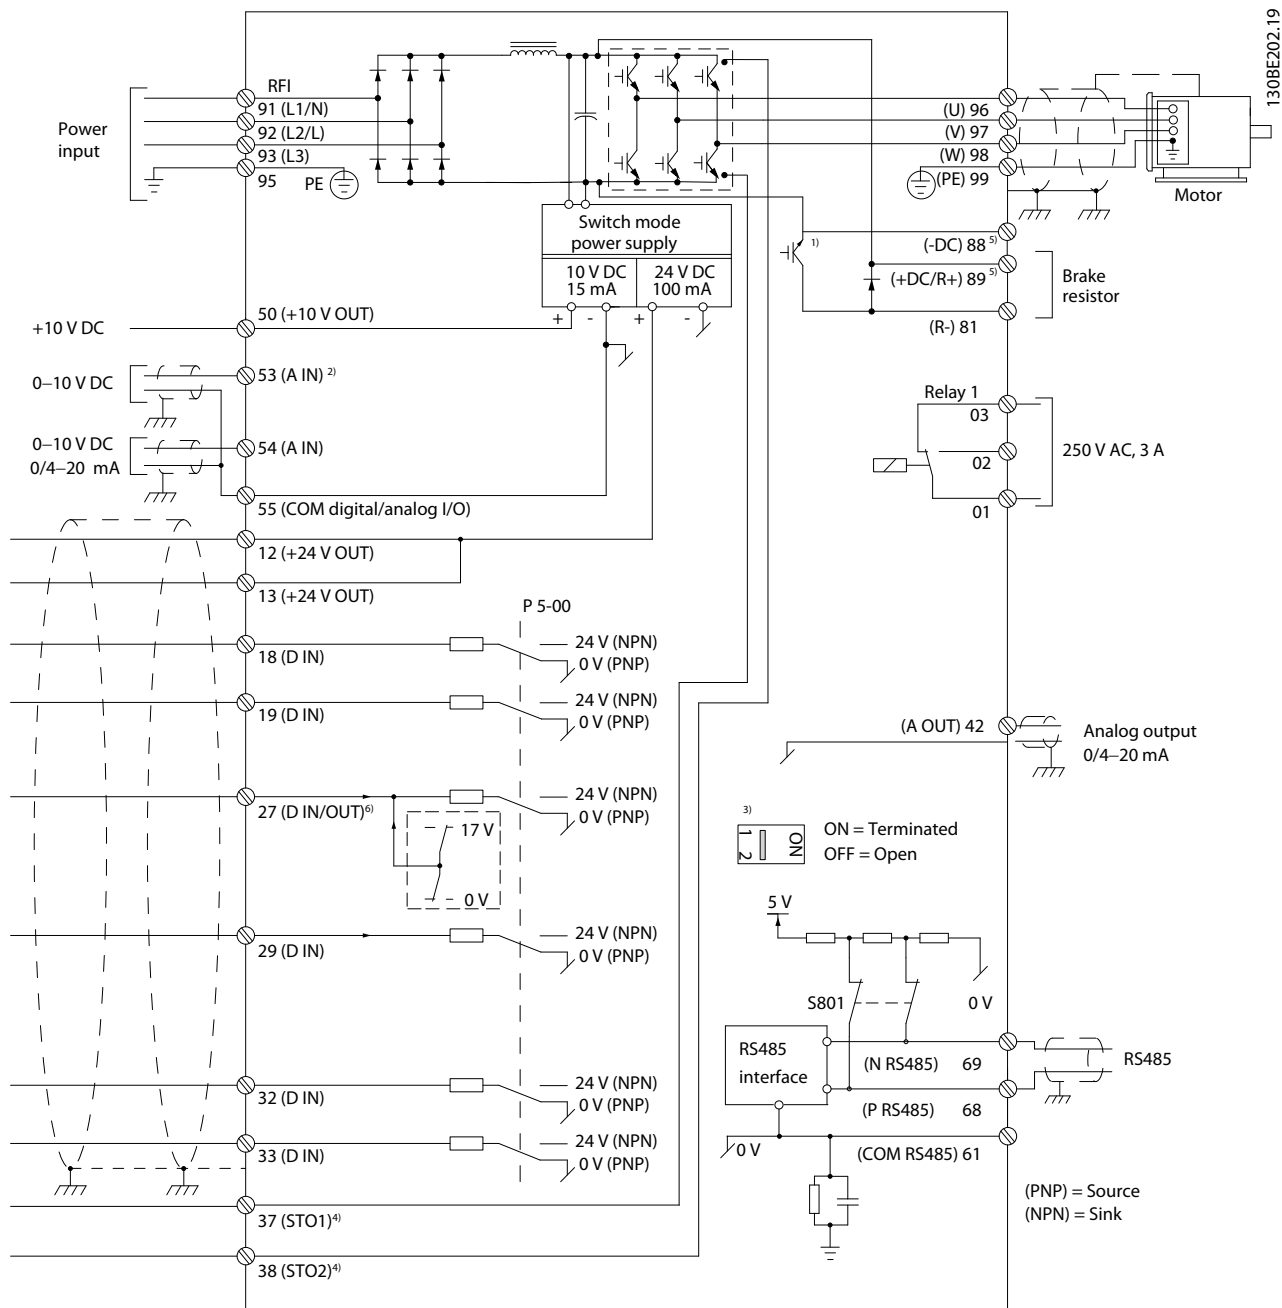 130BE202.19
Power
input
RFI
91 (L1/N)
92 (L2/L)
93 (L3)
95
PE
(U) 96
(V) 97
(W) 98
(PE) 99
Motor
Switch mode
power supply
10 V DC
15 mA
24 V DC
100 mA
+ - + -
1)
(-DC) 88 5)
(+DC/R+) 89 5)
(R-) 81
Brake
resistor
+10 V DC
50 (+10 V OUT)
0–10 V DC
53 (A IN) 2)
0–10 V DC
0/4–20 mA
54 (A IN)
55 (COM digital/analog I/O)
12 (+24 V OUT)
13 (+24 V OUT)
Relay 1
03
02
01
250 V AC, 3 A
P 5-00
18 (D IN)
24 V (NPN)
0 V (PNP)
19 (D IN)
24 V (NPN)
0 V (PNP)
27 (D IN/OUT) 6)
24 V (NPN)
0 V (PNP)
17 V
0 V
29 (D IN)
24 V (NPN)
0 V (PNP)
32 (D IN)
24 V (NPN)
0 V (PNP)
33 (D IN)
24 V (NPN)
0 V (PNP)
37 (STO1) 4)
38 (STO2) 4)
(A OUT) 42
Analog output
0/4–20 mA
3)
1 2 ON
ON = Terminated
OFF = Open
5 V
S801
0 V
RS485
interface
(N RS485) 69
(P RS485) 68
RS485
0 V
(COM RS485) 61
(PNP) = Source
(NPN) = Sink